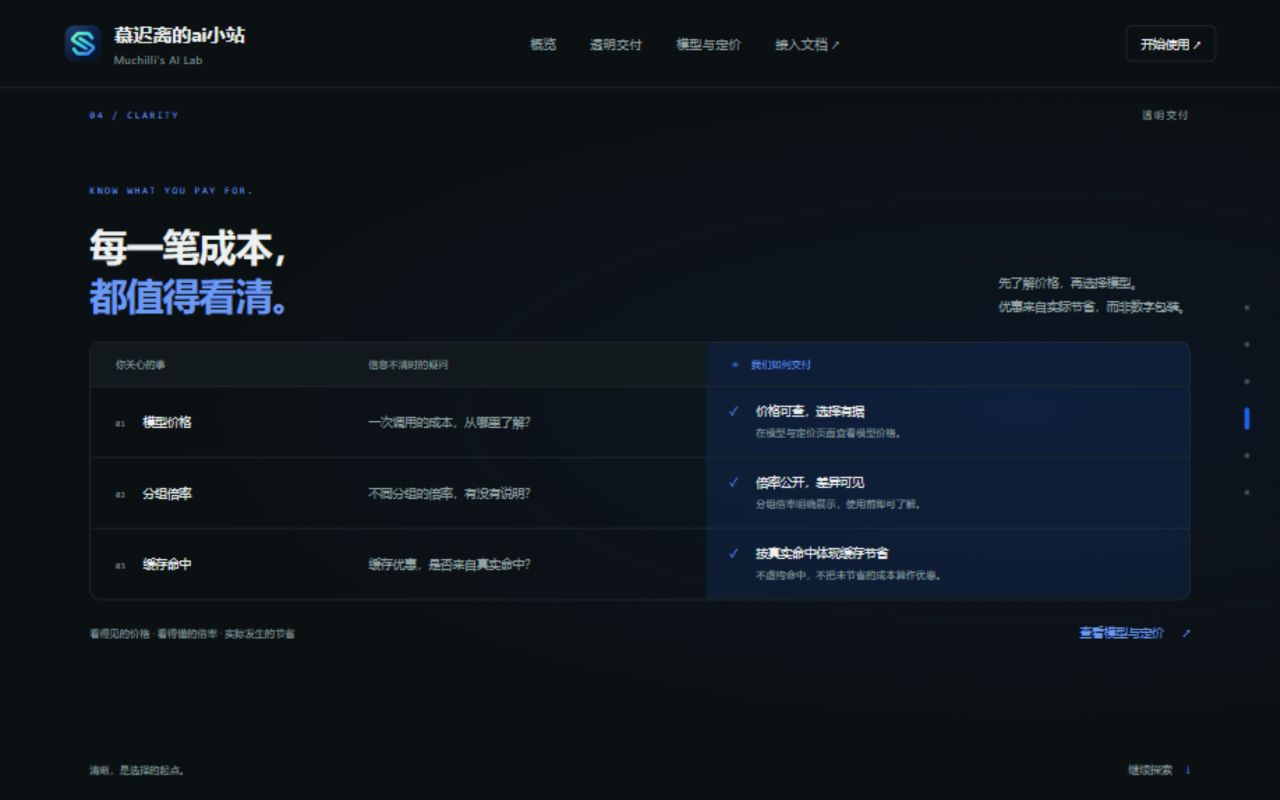 慕迟离的ai小站
Muchilli's AI Lab
概览
透明交付
模型与定价
接入文档 ↗
开始使用 ↗
04 / CLARITY
透明交付
KNOW WHAT YOU PAY FOR.
每一笔成本，
都值得看清。
先了解价格，再选择模型。
优惠来自实际节省，而非数字包装。
你关心的事
信息不清时的疑问
我们如何交付
01 模型价格
一次调用的成本，从哪里了解？
✓ 价格可查，选择有据
在模型与定价页面查看模型价格。
02 分组倍率
不同分组的倍率，有没有说明？
✓ 倍率公开，差异可见
分组倍率明确展示，使用前即可了解。
03 缓存命中
缓存优惠，是否来自真实命中？
✓ 按真实命中体现缓存节省
不虚构命中，不把未节省的成本算作优惠。
看得见的价格 · 看得懂的倍率 · 实际发生的节省
查看模型与定价 ↗
清晰，是选择的起点。
继续探索 ↓